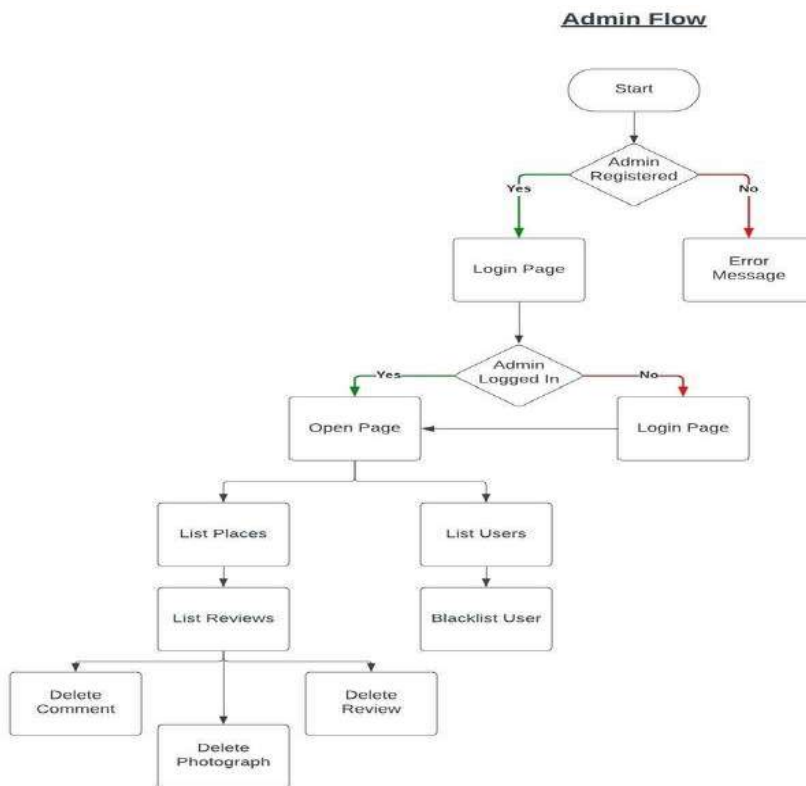 Admin Flow
Start
Admin
Registered
Yes
No
Login Page
Error
Message
Admin
Logged In
Yes
No
Open Page
Login Page
List Places
List Users
List Reviews
Blacklist User
Delete
Comment
Delete
Review
Delete
Photograph